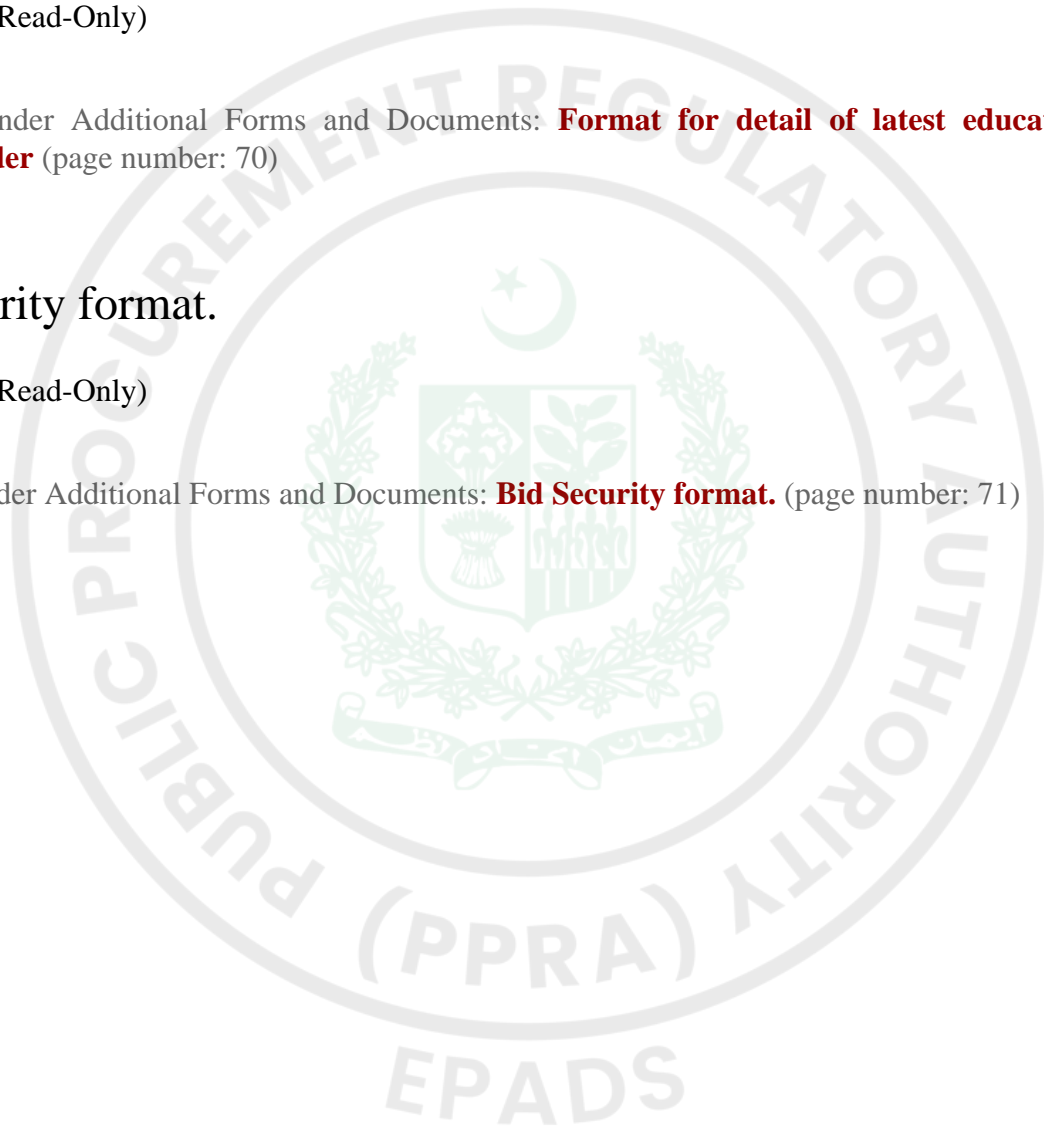 Read-Only)
nder Additional Forms and Documents: Format for detail of latest educa
der (page number: 70)
rity format.
Read-Only)
der Additional Forms and Documents: Bid Security format. (page number: 71)
PUBLIC PROCUREMENT REGULATORY AUTHORITY
(PPRA)
EPADS